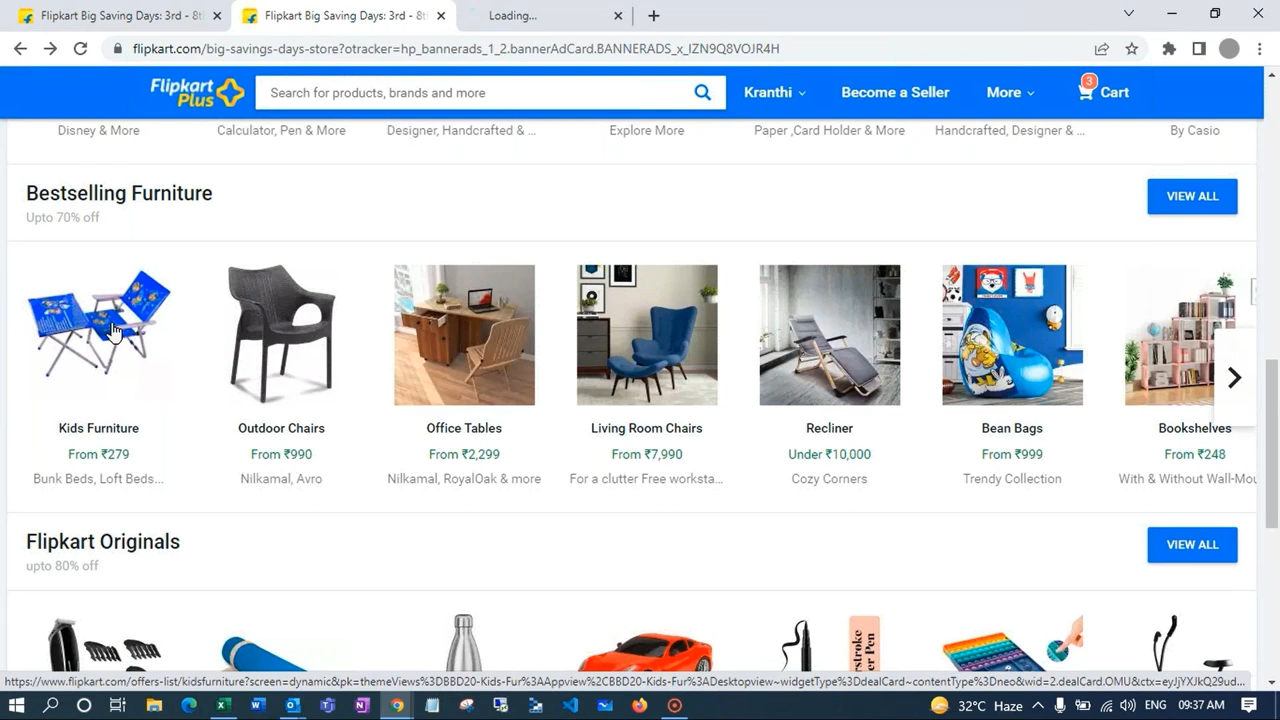 Flipkart Big Saving Days: 3rd - 8th
Flipkart Big Saving Days: 3rd - 8th
Loading...
flipkart.com/big-savings-days-store?otracker=hp_bannerads_1_2.bannerAdCard.BANNERADS_x_IZN9Q8VOJR4H
Flipkart Plus
Search for products, brands and more
Kranthi
Become a Seller
More
3
Cart
Disney & More
Calculator, Pen & More
Designer, Handcrafted & ...
Explore More
Paper ,Card Holder & More
Handcrafted, Designer & ...
By Casio
Bestselling Furniture
Upto 70% off
VIEW ALL
Kids Furniture
Outdoor Chairs
Office Tables
Living Room Chairs
Recliner
Bean Bags
Bookshelves
From ₹279
From ₹990
From ₹2,299
From ₹7,990
Under ₹10,000
From ₹999
From ₹248
Bunk Beds, Loft Beds...
Nilkamal, Avro
Nilkamal, RoyalOak & more
For a clutter Free worksta...
Cozy Corners
Trendy Collection
With & Without Wall-Mou
Flipkart Originals
upto 80% off
VIEW ALL
https://www.flipkart.com/offers-list/kidsfurniture?screen=dynamic&pk=themeViews%3DBBD20-Kids-Fur%3AAppview%2CBBD20-Kids-Fur%3ADesktopview~widgetType%3DdealCard~contentType%3Dneo&wid=2.dealCard.OMU&ctx=eyJjYXJkQ29ud...
32°C Haze
ENG
09:37 AM